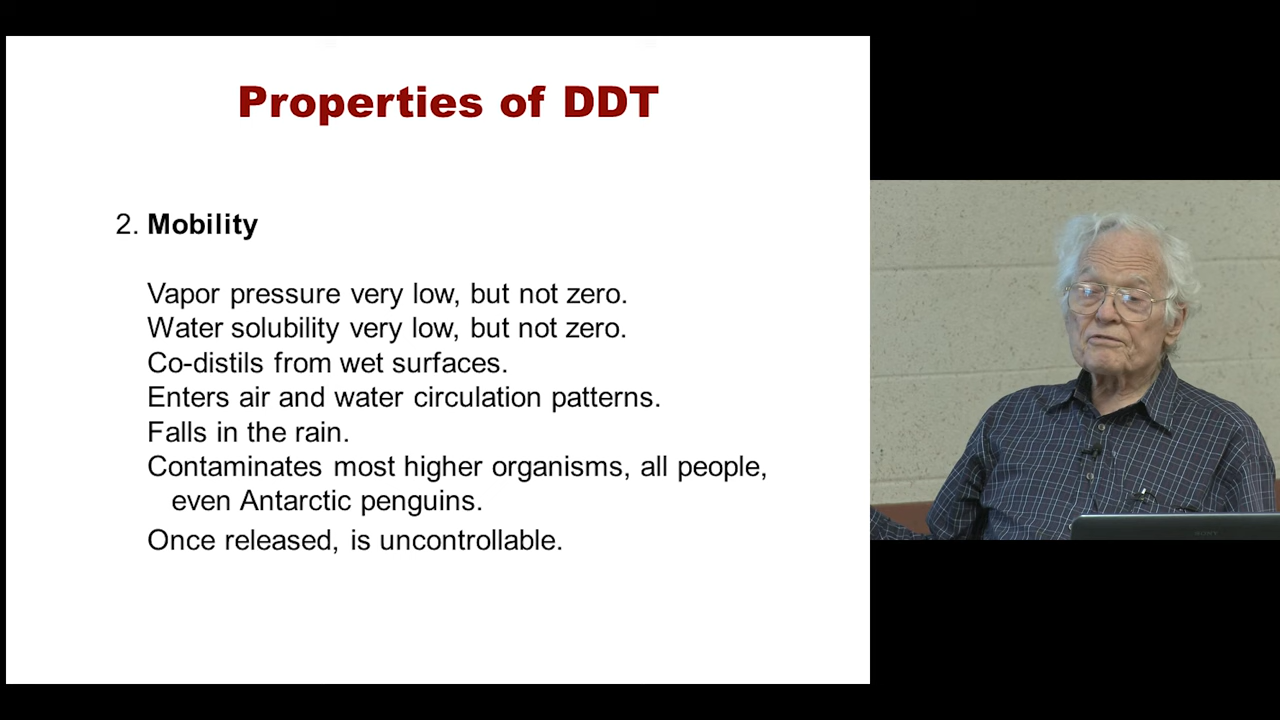 Properties of DDT
2. Mobility
Vapor pressure very low, but not zero.
Water solubility very low, but not zero.
Co-distils from wet surfaces.
Enters air and water circulation patterns.
Falls in the rain.
Contaminates most higher organisms, all people,
even Antarctic penguins.
Once released, is uncontrollable.
SONY